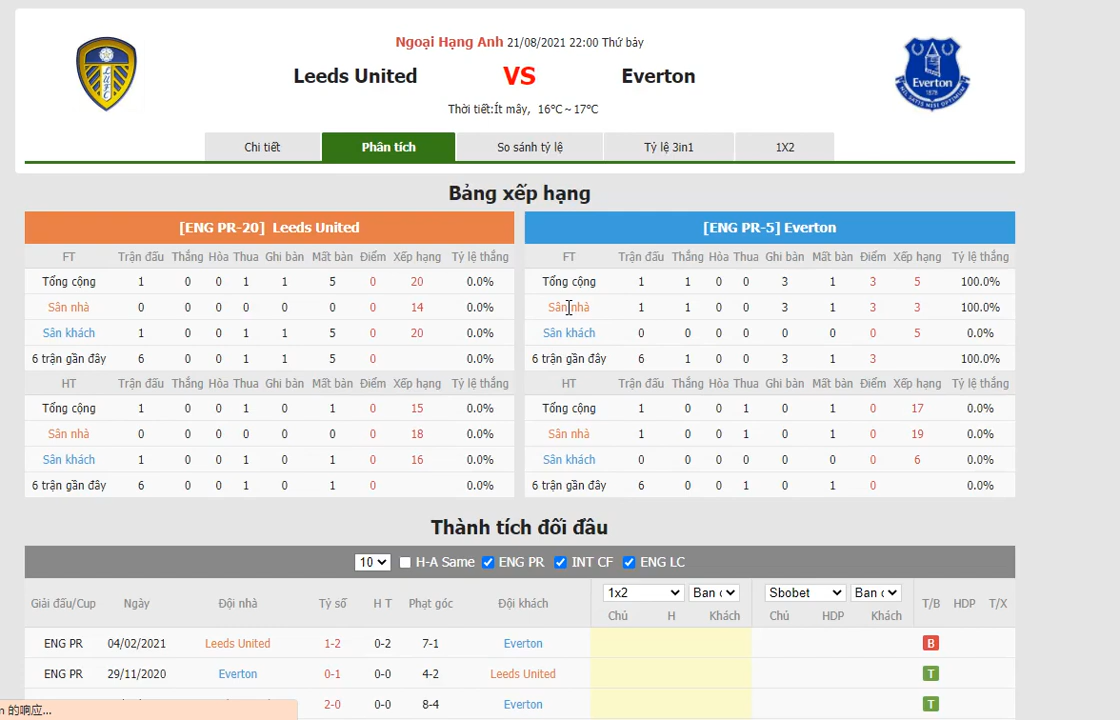 Ngoại Hạng Anh 21/08/2021 22:00 Thứ bảy
Leeds United VS Everton
Thời tiết:Ít mây, 16℃～17℃
Chi tiết Phân tích So sánh tỷ lệ Tỷ lệ 3in1 1X2
Bảng xếp hạng
[ENG PR-20] Leeds United [ENG PR-5] Everton
FT Trận đấu Thắng Hòa Thua Ghi bàn Mất bàn Điểm Xếp hạng Tỷ lệ thắng FT Trận đấu Thắng Hòa Thua Ghi bàn Mất bàn Điểm Xếp hạng Tỷ lệ thắng
Tổng cộng 1 0 0 1 1 5 0 20 0.0% Tổng cộng 1 1 0 0 3 1 3 5 100.0%
Sân nhà 0 0 0 0 0 0 0 14 0.0% Sân nhà 1 1 0 0 3 1 3 3 100.0%
Sân khách 1 0 0 1 1 5 0 20 0.0% Sân khách 0 0 0 0 0 0 0 5 0.0%
6 trận gần đây 6 0 0 1 1 5 0 0.0% 6 trận gần đây 6 1 0 0 3 1 3 100.0%
HT Trận đấu Thắng Hòa Thua Ghi bàn Mất bàn Điểm Xếp hạng Tỷ lệ thắng HT Trận đấu Thắng Hòa Thua Ghi bàn Mất bàn Điểm Xếp hạng Tỷ lệ thắng
Tổng cộng 1 0 0 1 0 1 0 15 0.0% Tổng cộng 1 0 0 1 0 1 0 17 0.0%
Sân nhà 0 0 0 0 0 0 0 18 0.0% Sân nhà 1 0 0 1 0 1 0 19 0.0%
Sân khách 1 0 0 1 0 1 0 16 0.0% Sân khách 0 0 0 0 0 0 0 6 0.0%
6 trận gần đây 6 0 0 1 0 1 0 0.0% 6 trận gần đây 6 0 0 1 0 1 0 0.0%
Thành tích đối đầu
10 H-A Same ENG PR INT CF ENG LC
1x2 Ban Sbobet Ban
Giải đấu/Cup Ngày Đội nhà Tỷ số H T Phạt góc Đội khách Chủ H Khách Chủ HDP Khách T/B HDP T/X
ENG PR 04/02/2021 Leeds United 1-2 0-2 7-1 Everton B
ENG PR 29/11/2020 Everton 0-1 0-0 4-2 Leeds United T
2-0 0-0 8-4 Everton T
n 的响应...